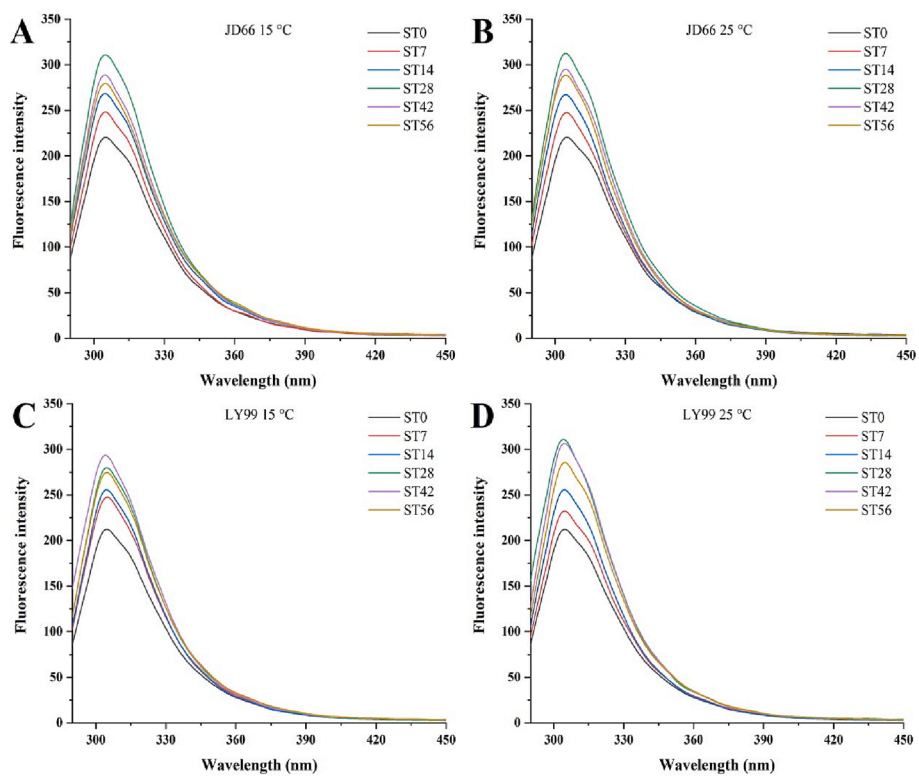 A
JD66 15 °C
ST0
ST7
ST14
ST28
ST42
ST56
350
300
250
200
150
100
50
0
Fluorescence intensity
300
330
360
390
420
450
Wavelength (nm)
B
JD66 25 °C
ST0
ST7
ST14
ST28
ST42
ST56
350
300
250
200
150
100
50
0
Fluorescence intensity
300
330
360
390
420
450
Wavelength (nm)
C
LY99 15 °C
ST0
ST7
ST14
ST28
ST42
ST56
350
300
250
200
150
100
50
0
Fluorescence intensity
300
330
360
390
420
450
Wavelength (nm)
D
LY99 25 °C
ST0
ST7
ST14
ST28
ST42
ST56
350
300
250
200
150
100
50
0
Fluorescence intensity
300
330
360
390
420
450
Wavelength (nm)